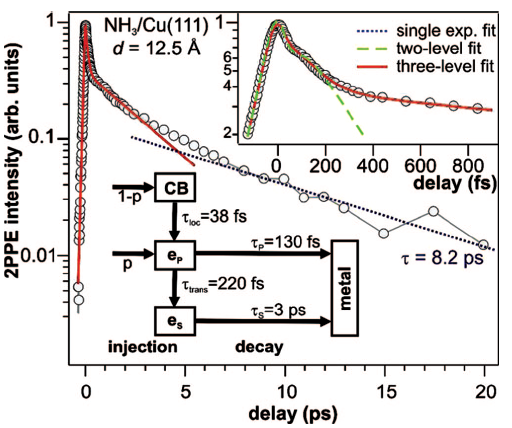 NH₃/Cu(111)
d = 12.5 Å
single exp. fit
two-level fit
three-level fit
1
6
5
4
3
2
0
200
400
600
800
delay (fs)
2PPE intensity (arb. units)
1
0.1
0.01
1-p
CB
τloc=38 fs
p
eP
τP=130 fs
τtrans=220 fs
eS
τS=3 ps
metal
τ = 8.2 ps
injection
decay
0
5
10
15
20
delay (ps)